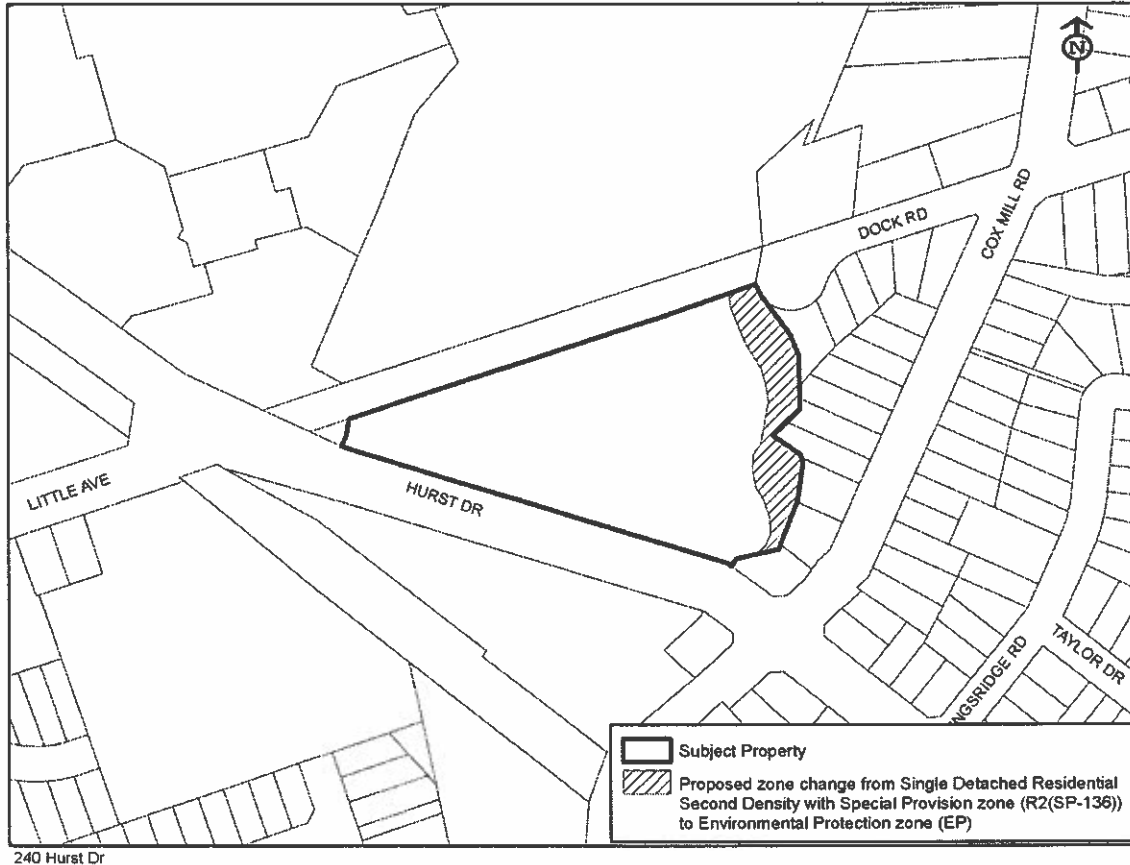 N
DOCK RD
COX MILL RD
LITTLE AVE
HURST DR
TAYLOR DR
NGSRIDGE RD
Subject Property
Proposed zone change from Single Detached Residential
Second Density with Special Provision zone (R2(SP-136))
to Environmental Protection zone (EP)
240 Hurst Dr